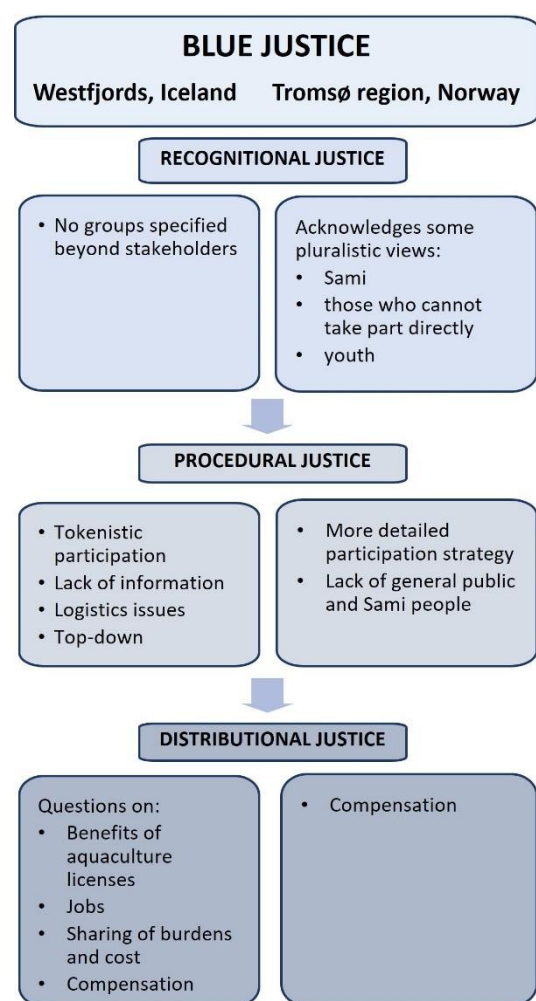 BLUE JUSTICE
Westfjords, Iceland Tromsø region, Norway
RECOGNITIONAL JUSTICE
• No groups specified
beyond stakeholders
Acknowledges some
pluralistic views:
• Sami
• those who cannot
take part directly
• youth
PROCEDURAL JUSTICE
• Tokenistic
participation
• Lack of information
• Logistics issues
• Top-down
• More detailed
participation strategy
• Lack of general public
and Sami people
DISTRIBUTIONAL JUSTICE
Questions on:
• Benefits of
aquaculture
licenses
• Jobs
• Sharing of burdens
and cost
• Compensation
• Compensation